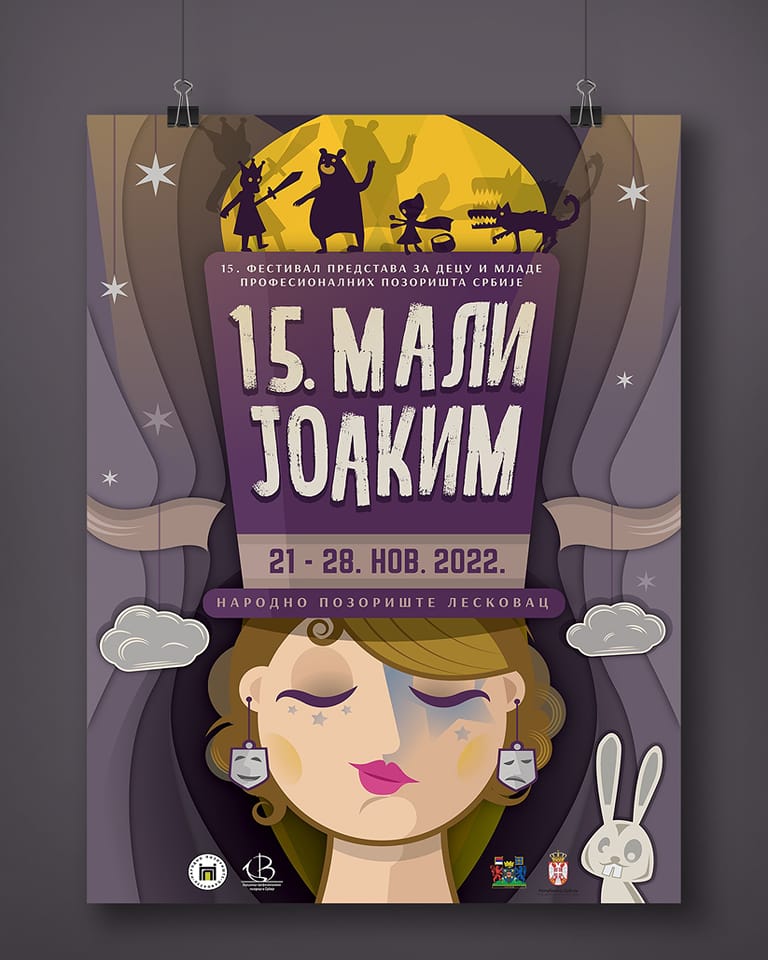 15. ФЕСТИВАЛ ПРЕДСТАВА ЗА ДЕЦУ И МЛАДЕ
ПРОФЕСИОНАЛНИХ ПОЗОРИШТА СРБИЈЕ
15. МАЛИ
ЈОАКИМ
21 - 28. НОВ. 2022.
НАРОДНО ПОЗОРИШТЕ ЛЕСКОВАЦ